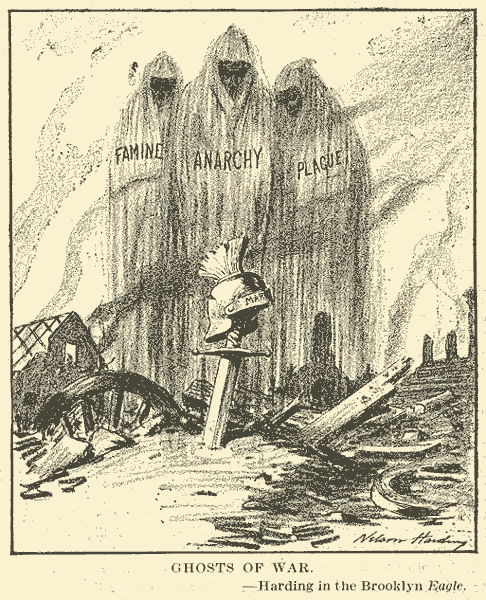 FAMINE
ANARCHY
PLAGUE
Nelson Harding
GHOSTS OF WAR.
—Harding in the Brooklyn Eagle.